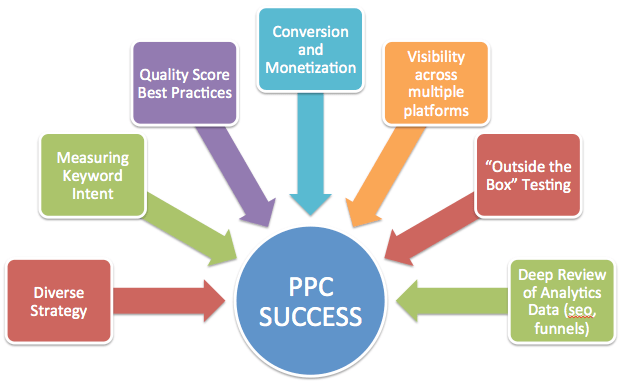 Diverse
Strategy
Measuring
Keyword
Intent
Quality Score
Best Practices
Conversion
and
Monetization
Visibility
across
multiple
platforms
“Outside the
Box” Testing
Deep Review
of Analytics
Data (seo,
funnels)
PPC
SUCCESS